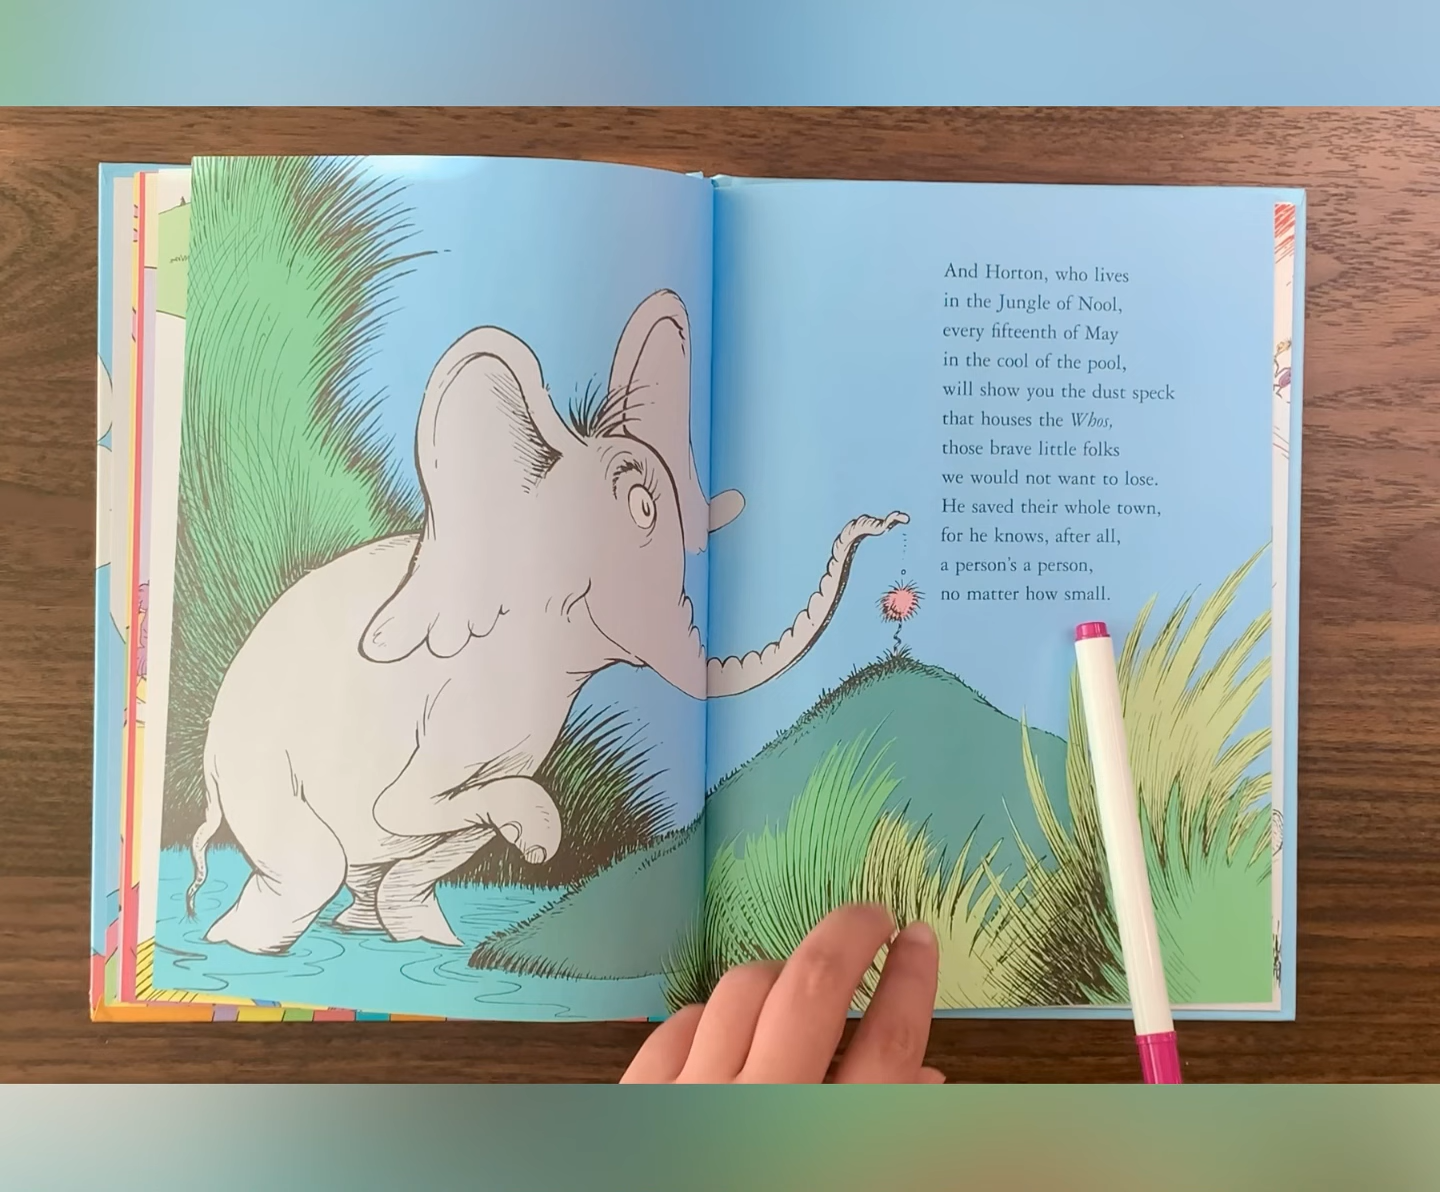 And Horton, who lives
in the Jungle of Nool,
every fifteenth of May
in the cool of the pool,
will show you the dust speck
that houses the Whos,
those brave little folks
we would not want to lose.
He saved their whole town,
for he knows, after all,
a person's a person,
no matter how small.